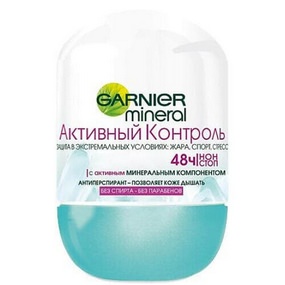 GARNIER
mineral
Активный Контроль
ЗАЩИТА В ЭКСТРЕМАЛЬНЫХ УСЛОВИЯХ: ЖАРА, СПОРТ, СТРЕСС
48Ч НОН СТОП
С АКТИВНЫМ МИНЕРАЛЬНЫМ КОМПОНЕНТОМ
АНТИПЕРСПИРАНТ – ПОЗВОЛЯЕТ КОЖЕ ДЫШАТЬ
БЕЗ СПИРТА - БЕЗ ПАРАБЕНОВ